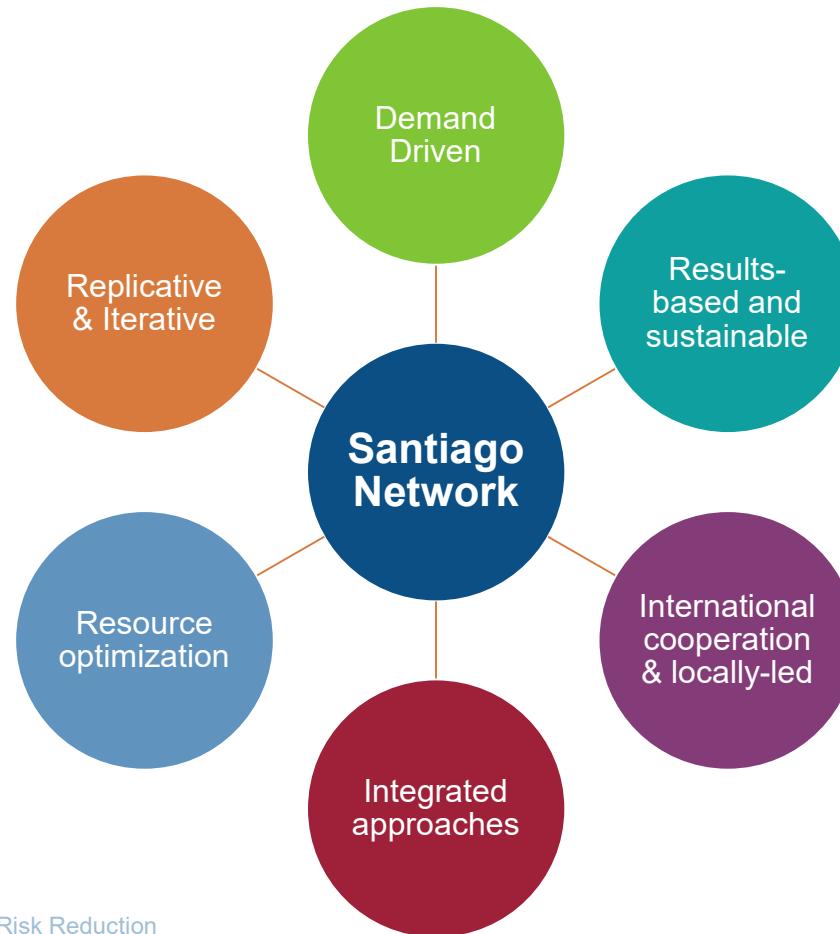 Demand
Driven
Results-
based and
sustainable
International
cooperation
& locally-led
Integrated
approaches
Resource
optimization
Replicative
& Iterative
Santiago
Network
Risk Reduction